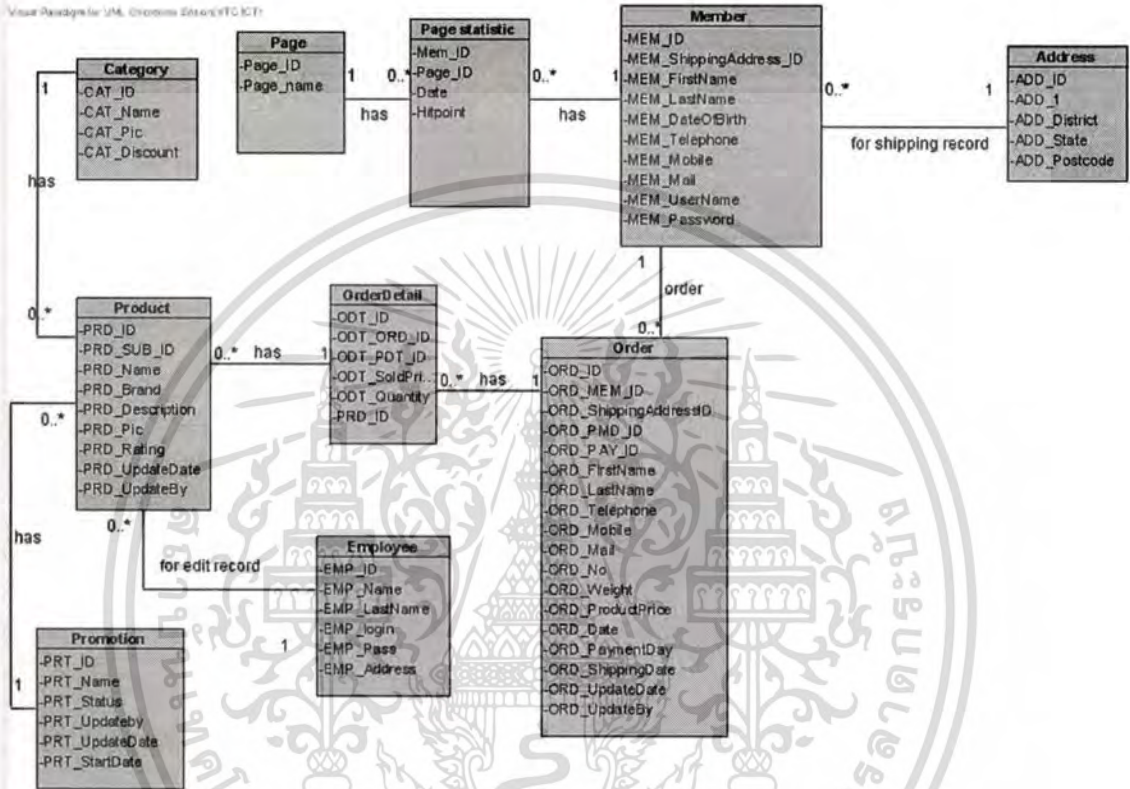 Visual Paradigm for UML
Page
-Page_ID
-Page_name
Page statistic
-Mem_ID
-Page_ID
-Date
-Hitpoint
Member
-MEM_ID
-MEM_ShippingAddress_ID
-MEM_FirstName
-MEM_LastName
-MEM_DateOfBirth
-MEM_Telephone
-MEM_Mobile
-MEM_Mail
-MEM_UserName
-MEM_Password
Address
-ADD_ID
-ADD_1
-ADD_District
-ADD_State
-ADD_Postcode
Category
-CAT_ID
-CAT_Name
-CAT_Pic
-CAT_Discount
1
0..*
has
0..*
1
has
0..*
1
for shipping record
1
has
0..*
Product
-PRD_ID
-PRD_SUB_ID
-PRD_Name
-PRD_Brand
-PRD_Description
-PRD_Pic
-PRD_Rating
-PRD_UpdateDate
-PRD_UpdateBy
0..*
has
1
OrderDetail
-ODT_ID
-ODT_ORD_ID
-ODT_PDT_ID
-ODT_SoldPri..
-ODT_Quantity
-PRD_ID
0..*
has
1
1
order
0..*
Order
-ORD_ID
-ORD_MEM_ID
-ORD_ShippingAddressID
-ORD_PMD_ID
-ORD_PAY_ID
-ORD_FirstName
-ORD_LastName
-ORD_Telephone
-ORD_Mobile
-ORD_Mail
-ORD_No
-ORD_Weight
-ORD_ProductPrice
-ORD_Date
-ORD_PaymentDay
-ORD_ShippingDate
-ORD_UpdateDate
-ORD_UpdateBy
0..*
has
1
0..*
for edit record
1
Employee
-EMP_ID
-EMP_Name
-EMP_LastName
-EMP_login
-EMP_Pass
-EMP_Address
Promotion
-PRT_ID
-PRT_Name
-PRT_Status
-PRT_Updateby
-PRT_UpdateDate
-PRT_StartDate